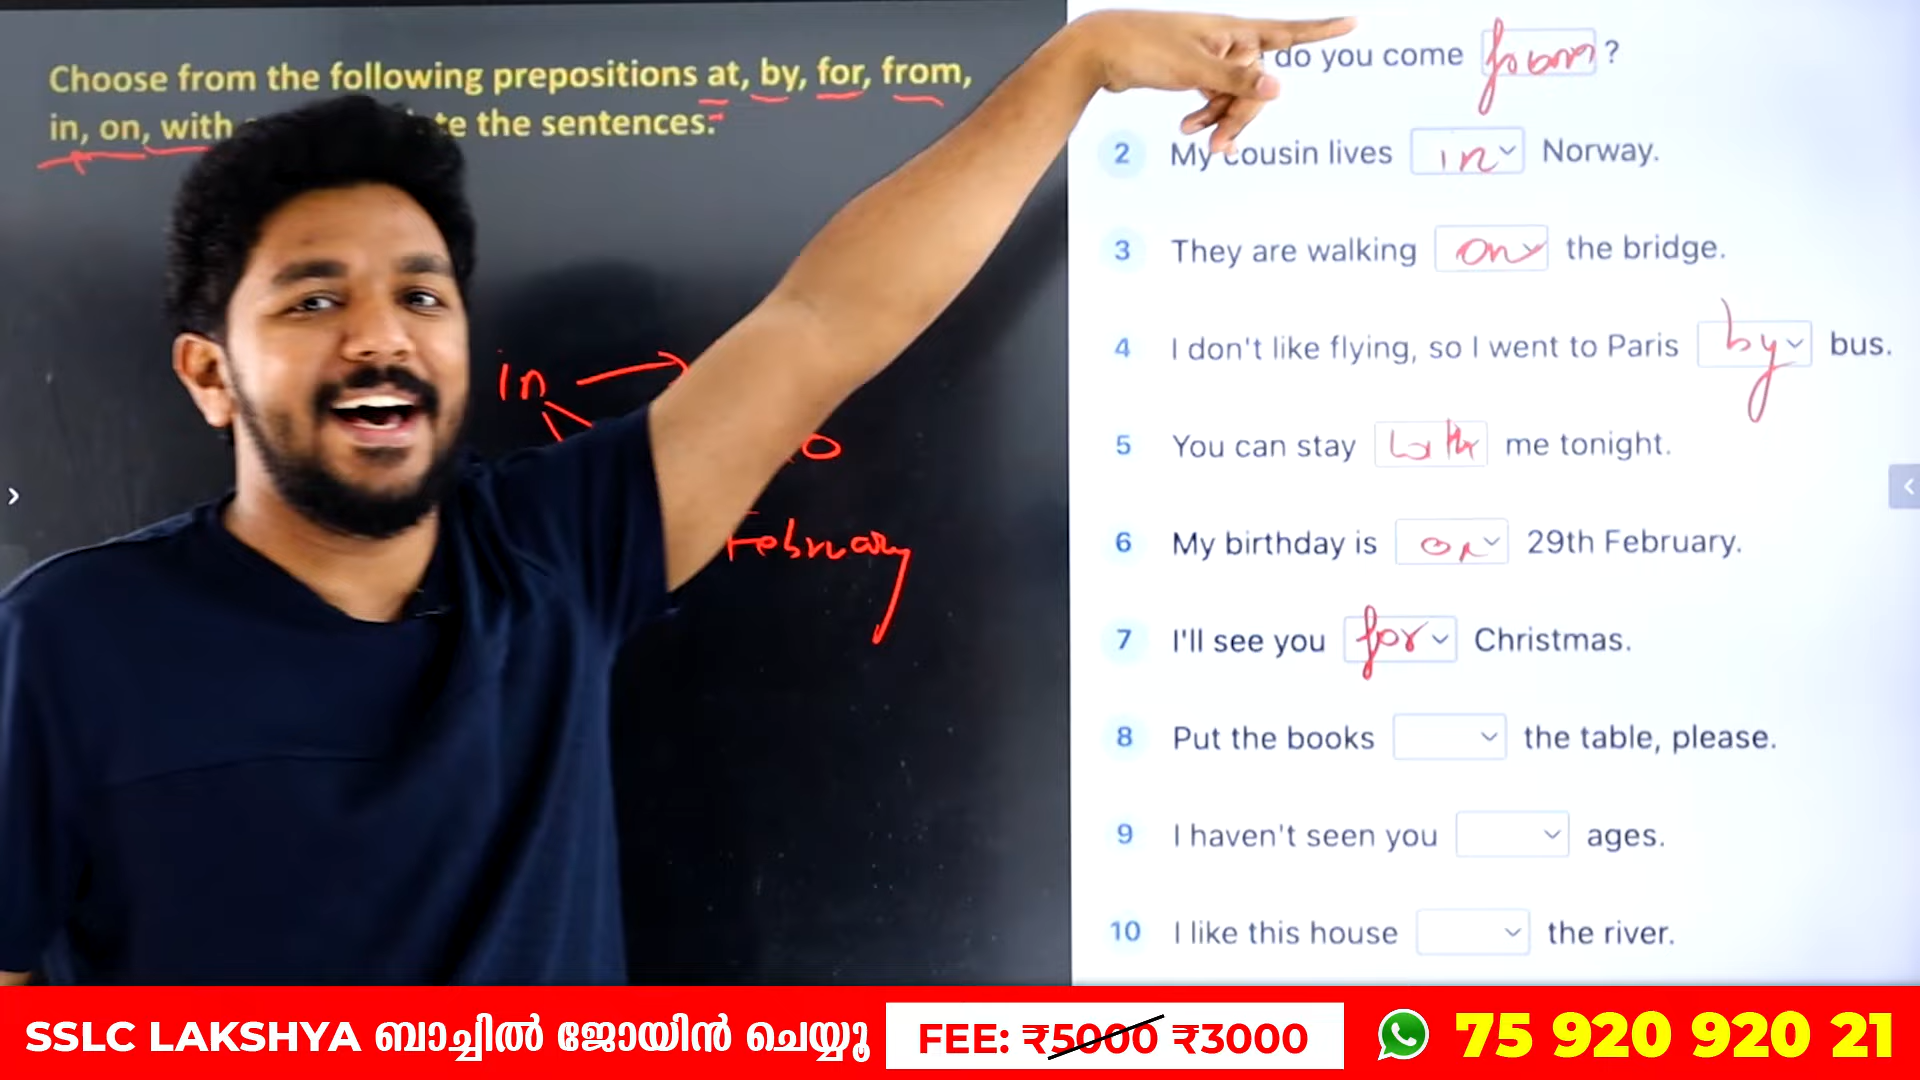 Choose from the following prepositions at, by, for, from,
in, on, with te the sentences:
in
o
February
do you come from ?
2 My cousin lives in Norway.
3 They are walking on the bridge.
4 I don't like flying, so I went to Paris by bus.
5 You can stay with me tonight.
6 My birthday is on 29th February.
7 I'll see you for Christmas.
8 Put the books the table, please.
9 I haven't seen you ages.
10 I like this house the river.
SSLC LAKSHYA ബാച്ചിൽ ജോയിൻ ചെയ്യൂ FEE: ₹5000 ₹3000 75 920 920 21